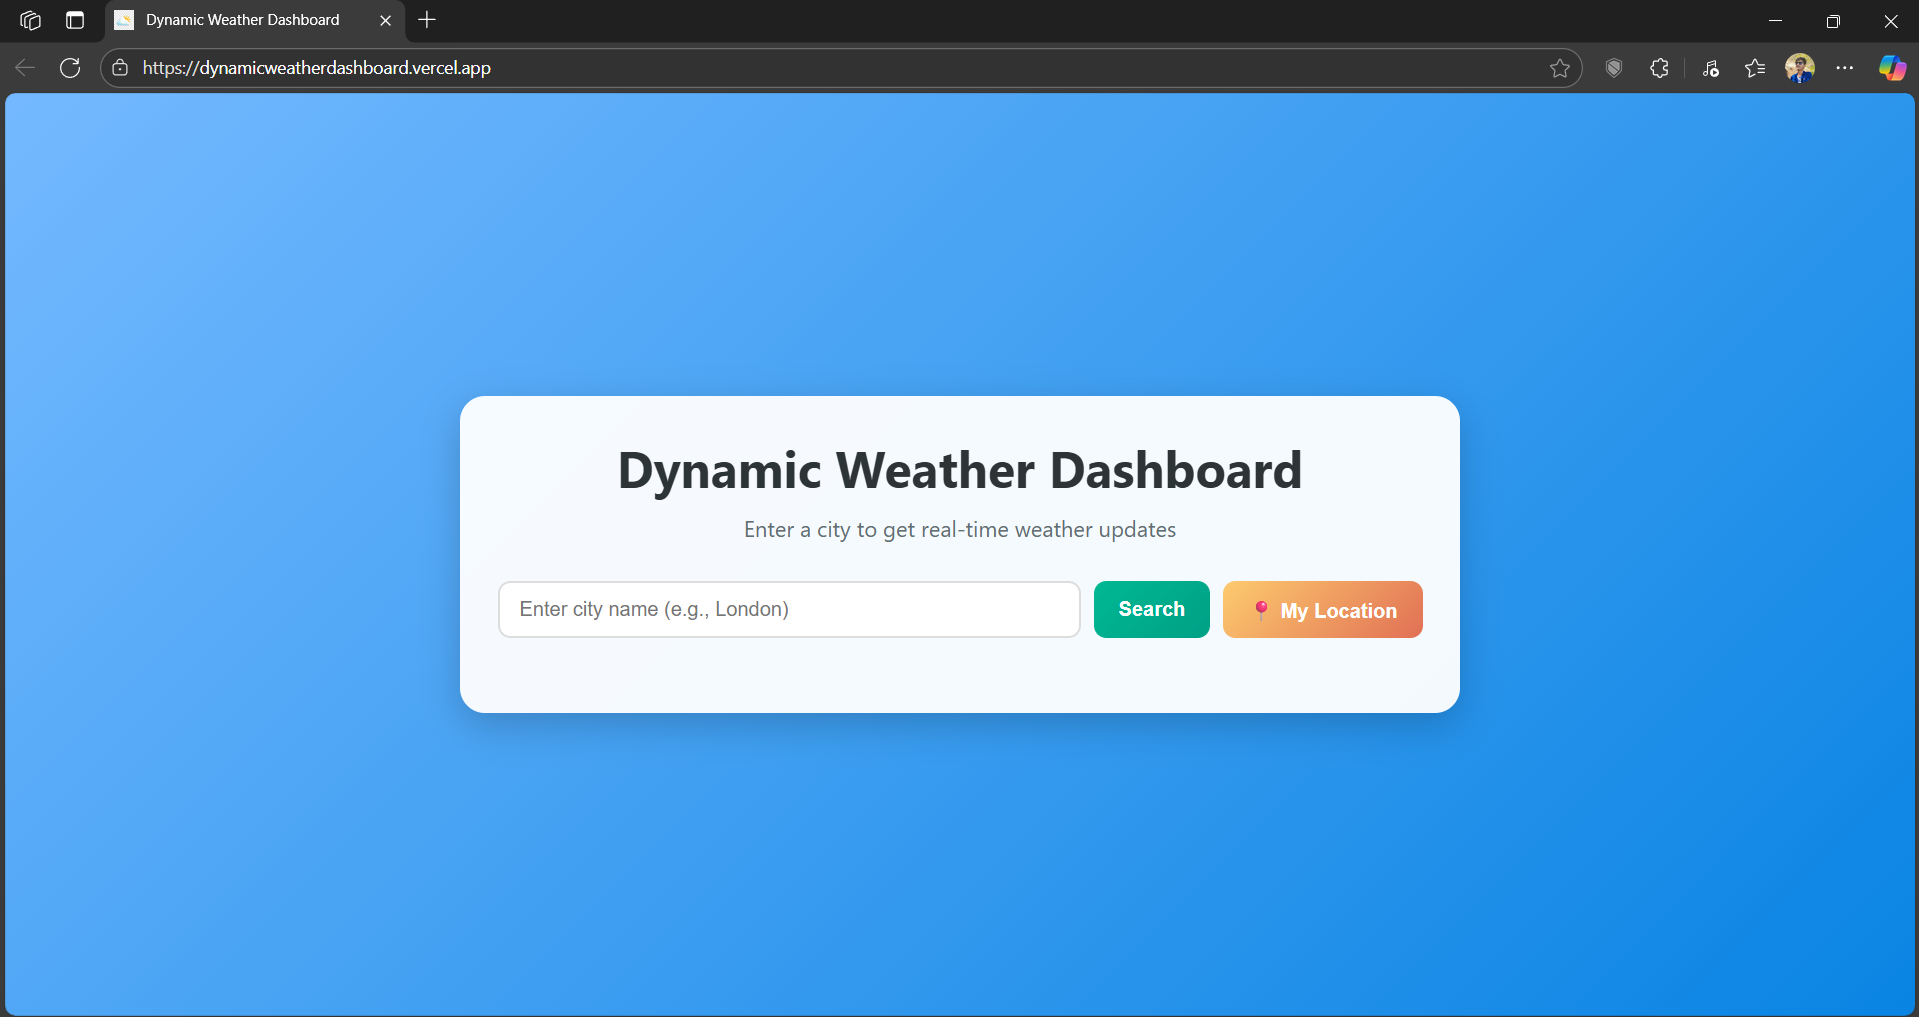 Dynamic Weather Dashboard
https://dynamicweatherdashboard.vercel.app
Dynamic Weather Dashboard
Enter a city to get real-time weather updates
Enter city name (e.g., London)
Search
📍 My Location